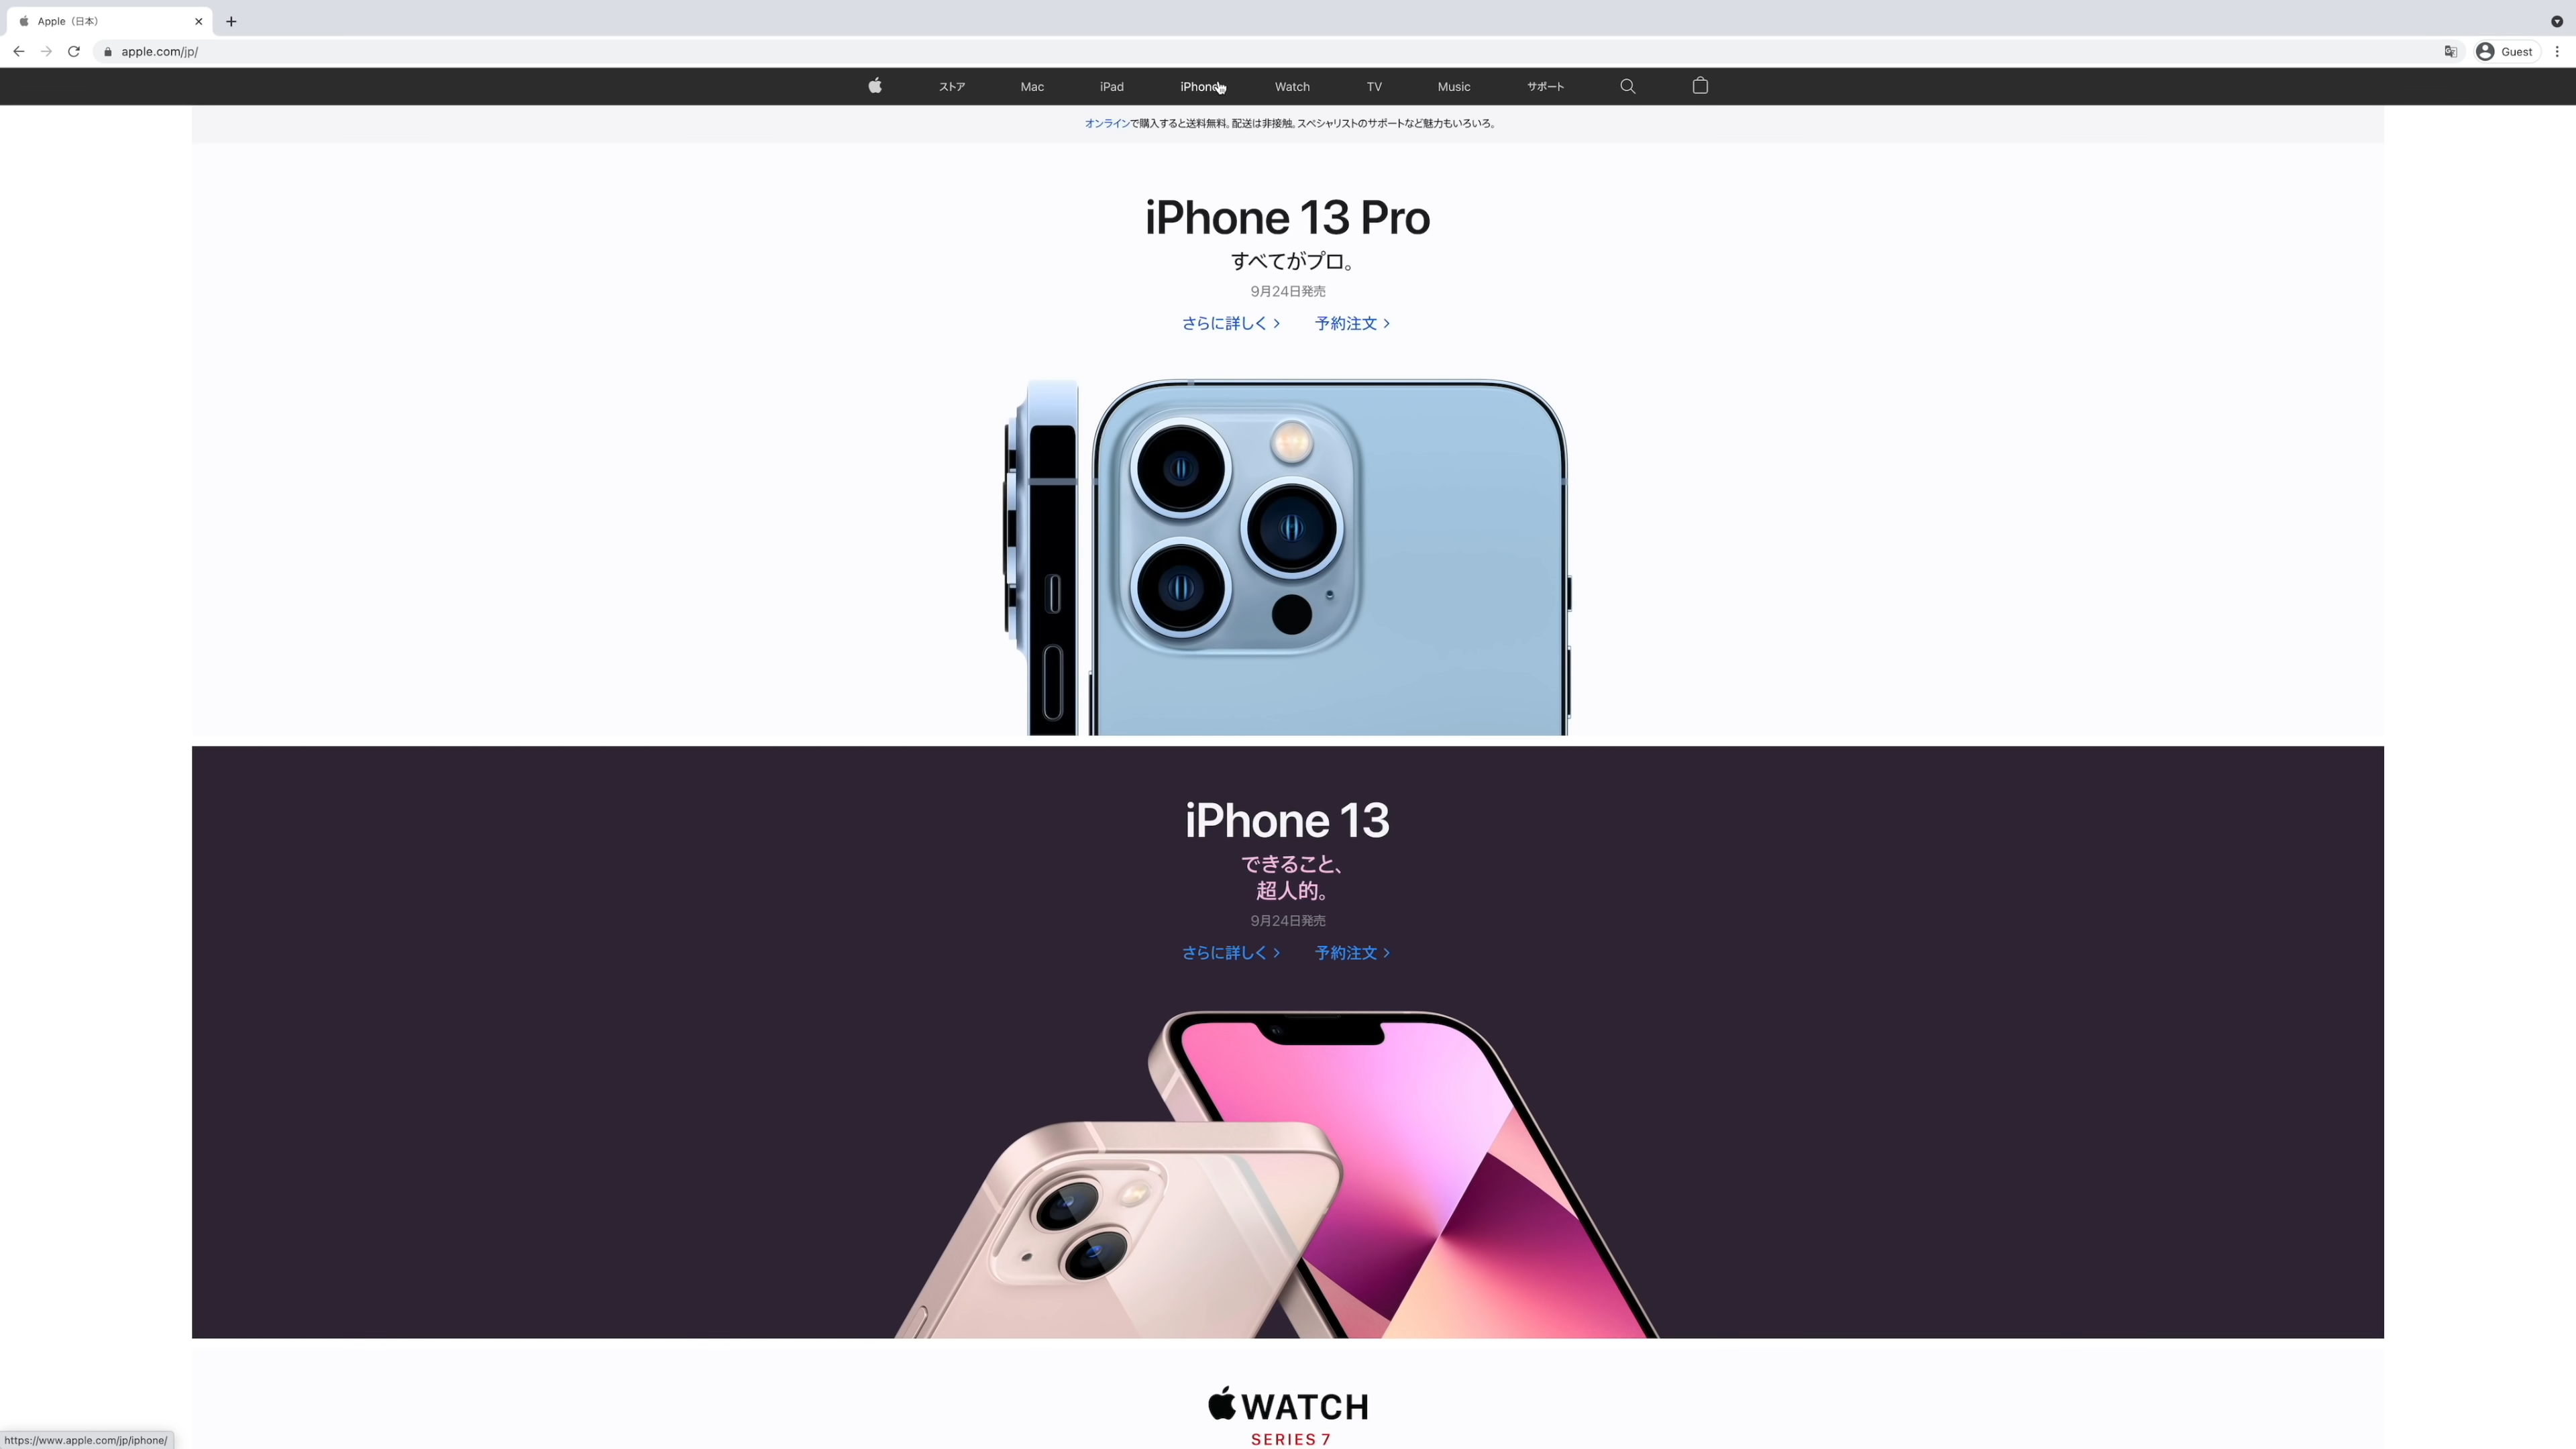 Apple（日本）
apple.com/jp/
Guest
ストア Mac iPad iPhone Watch TV Music サポート
オンラインで購入すると送料無料。配送は非接触。スペシャリストのサポートなど魅力もいろいろ。
iPhone 13 Pro
すべてがプロ。
9月24日発売
さらに詳しく 予約注文
iPhone 13
できること、
超人的。
9月24日発売
さらに詳しく 予約注文
WATCH
SERIES 7
https://www.apple.com/jp/iphone/